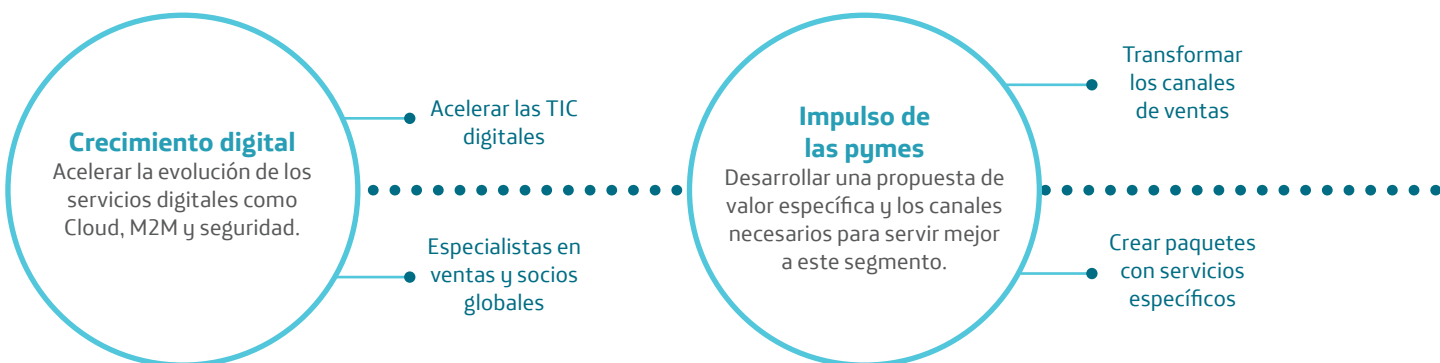 Crecimiento digital
Acelerar la evolución de los
servicios digitales como
Cloud, M2M y seguridad.
Acelerar las TIC
digitales
Especialistas en
ventas y socios
globales
Impulso de
las pymes
Desarrollar una propuesta de
valor específica y los canales
necesarios para servir mejor
a este segmento.
Transformar
los canales
de ventas
Crear paquetes
con servicios
específicos